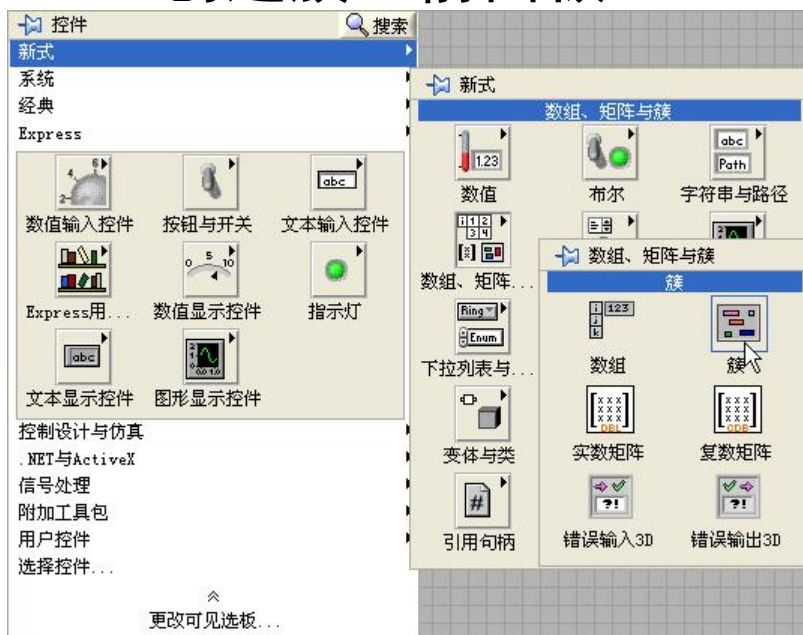 控件
搜索
新式
系统
经典
Express
数值输入控件
按钮与开关
文本输入控件
Express用...
数值显示控件
指示灯
文本显示控件
图形显示控件
控制设计与仿真
.NET与ActiveX
信号处理
附加工具包
用户控件
选择控件...
更改可见选板...
新式
数组、矩阵与簇
1.23
abc
Path
数值
布尔
字符串与路径
数组、矩阵...
Ring
Enum
下拉列表与...
变体与类
#
引用句柄
数组、矩阵与簇
簇
数组
簇
实数矩阵
复数矩阵
错误输入3D
错误输出3D